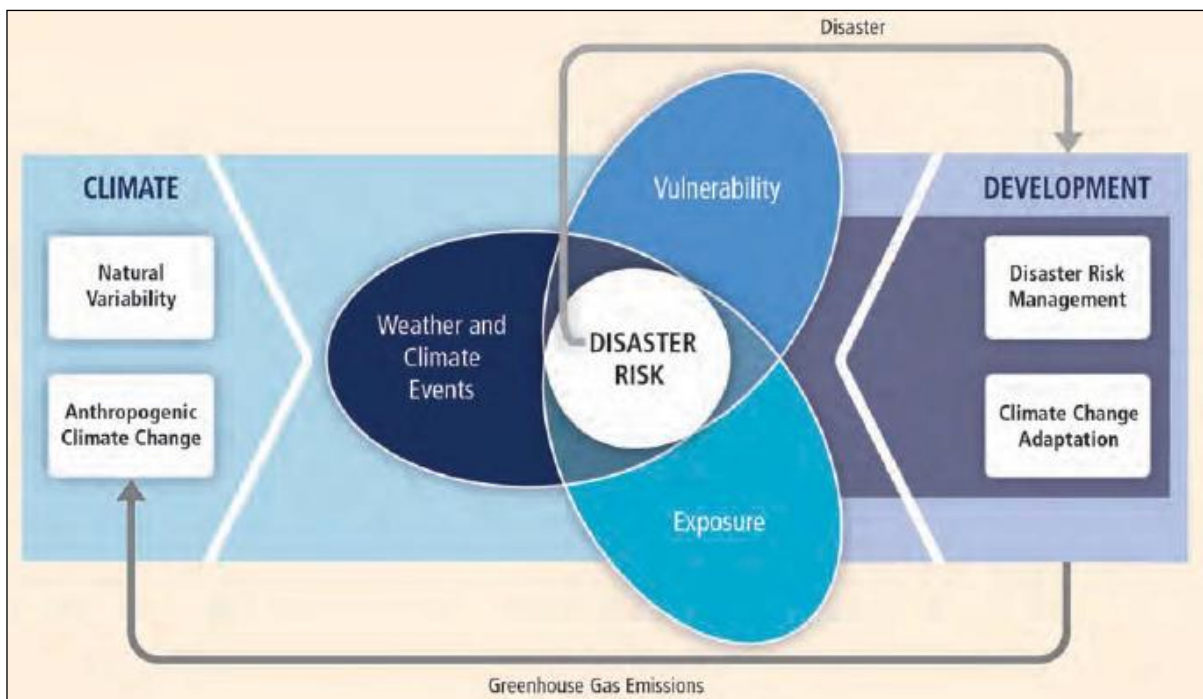 Disaster
CLIMATE
Natural
Variability
Anthropogenic
Climate Change
Weather and
Climate
Events
Vulnerability
DISASTER
RISK
Exposure
DEVELOPMENT
Disaster Risk
Management
Climate Change
Adaptation
Greenhouse Gas Emissions